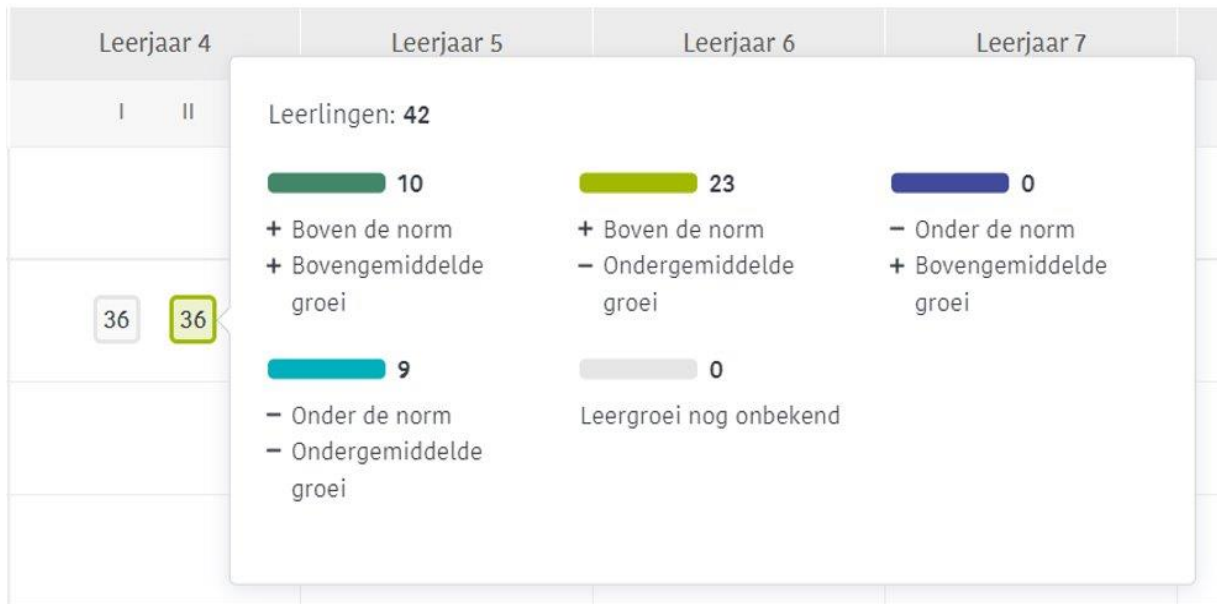 Leerjaar 4 Leerjaar 5 Leerjaar 6 Leerjaar 7
I II
Leerlingen: 42
10
+ Boven de norm
+ Bovengemiddelde
groei
23
+ Boven de norm
− Ondergemiddelde
groei
0
− Onder de norm
+ Bovengemiddelde
groei
36 36
9
− Onder de norm
− Ondergemiddelde
groei
0
Leergroei nog onbekend